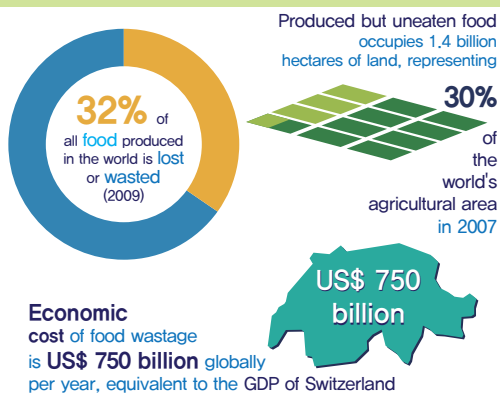 32% of
all food produced
in the world is lost
or wasted
(2009)
Produced but uneaten food
occupies 1.4 billion
hectares of land, representing
30%
of
the
world's
agricultural area
in 2007
US$ 750
billion
Economic
cost of food wastage
is US$ 750 billion globally
per year, equivalent to the GDP of Switzerland